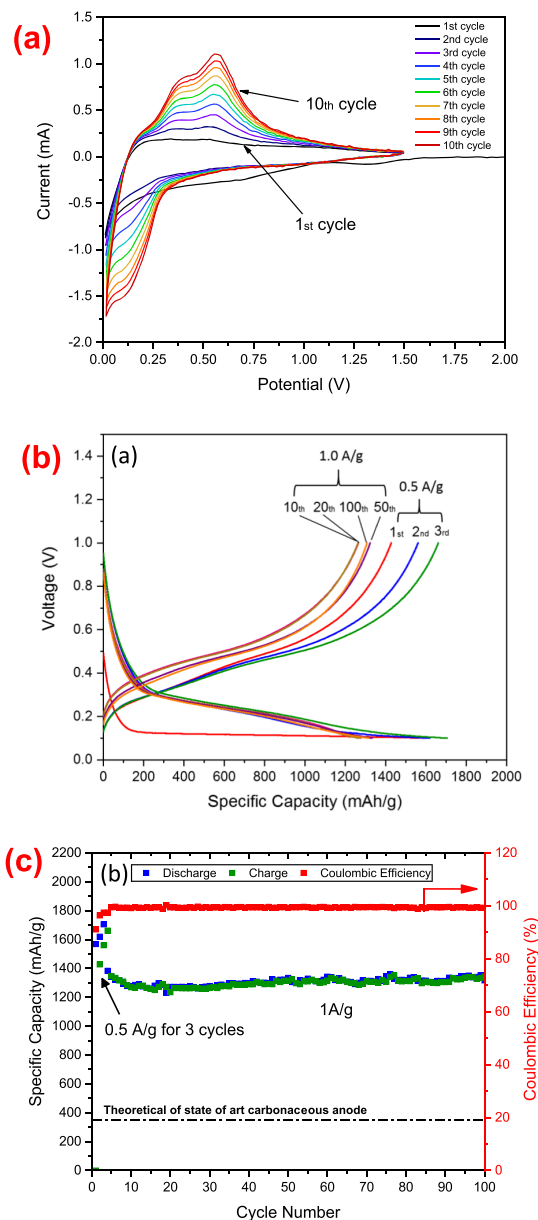 (a)
1st cycle
2nd cycle
3rd cycle
4th cycle
5th cycle
6th cycle
7th cycle
8th cycle
9th cycle
10th cycle
10th cycle
1st cycle
1.5
1.0
0.5
0.0
-0.5
-1.0
-1.5
-2.0
Current (mA)
0.00 0.25 0.50 0.75 1.00 1.25 1.50 1.75 2.00
Potential (V)
(b)
(a)
1.0 A/g
0.5 A/g
10th 20th 100th 50th
1st 2nd 3rd
1.4
1.2
1.0
0.8
0.6
0.4
0.2
0.0
Voltage (V)
0 200 400 600 800 1000 1200 1400 1600 1800 2000
Specific Capacity (mAh/g)
(c)
(b)
Discharge Charge Coulombic Efficiency
2200
2000
1800
1600
1400
1200
1000
800
600
400
200
0
Specific Capacity (mAh/g)
120
100
80
60
40
20
0
Coulombic Efficiency (%)
0.5 A/g for 3 cycles
1A/g
Theoretical of state of art carbonaceous anode
0 10 20 30 40 50 60 70 80 90 100
Cycle Number